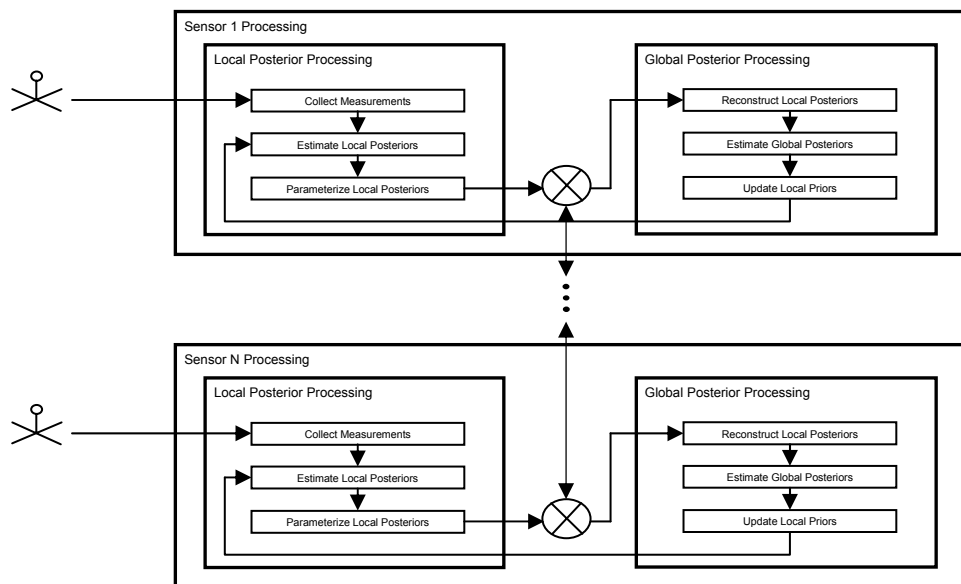 Sensor 1 Processing
Local Posterior Processing
Collect Measurements
Estimate Local Posteriors
Parameterize Local Posteriors
Global Posterior Processing
Reconstruct Local Posteriors
Estimate Global Posteriors
Update Local Priors
Sensor N Processing
Local Posterior Processing
Collect Measurements
Estimate Local Posteriors
Parameterize Local Posteriors
Global Posterior Processing
Reconstruct Local Posteriors
Estimate Global Posteriors
Update Local Priors